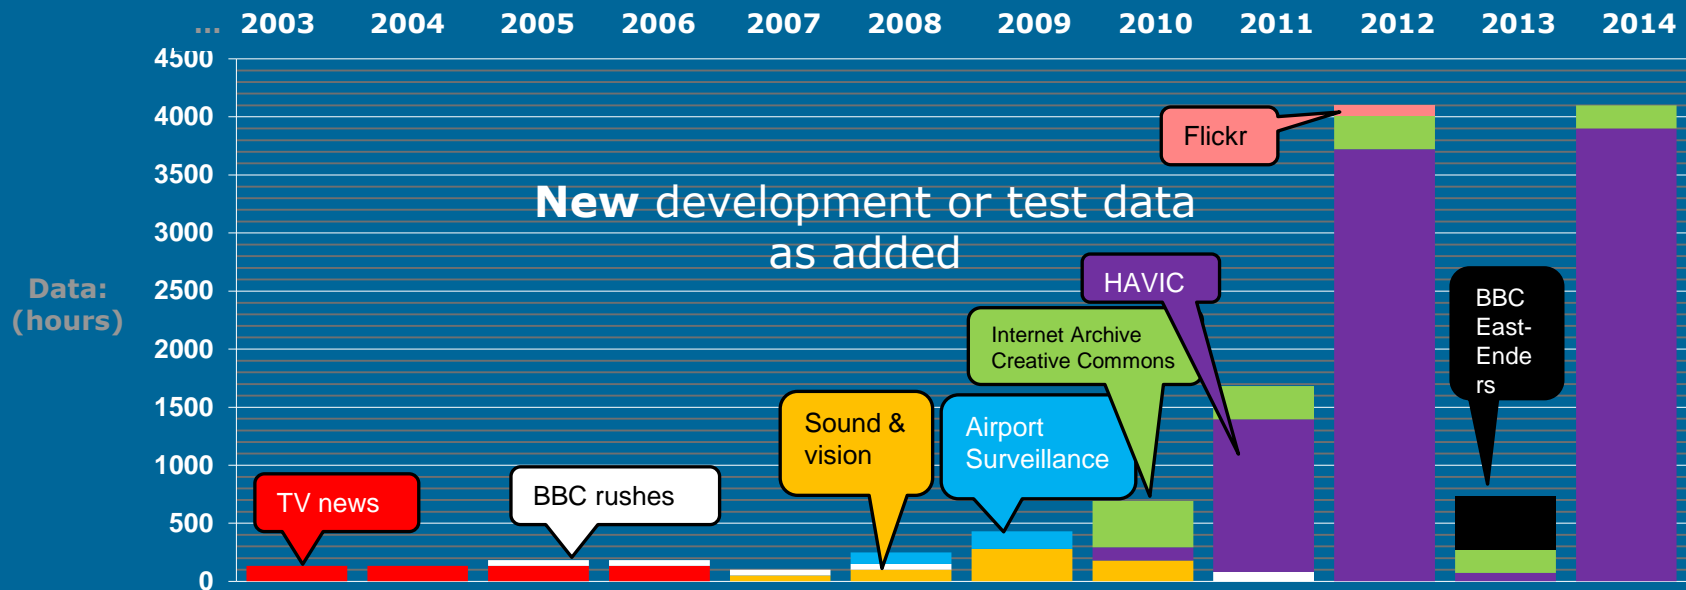 ... 2003 2004 2005 2006 2007 2008 2009 2010 2011 2012 2013 2014
4500
4000
3500
3000
2500
2000
1500
1000
500
0
Data:
(hours)
New development or test data
as added
TV news
BBC rushes
Sound &
vision
Airport
Surveillance
Internet Archive
Creative Commons
HAVIC
Flickr
BBC
East-
Ende
rs